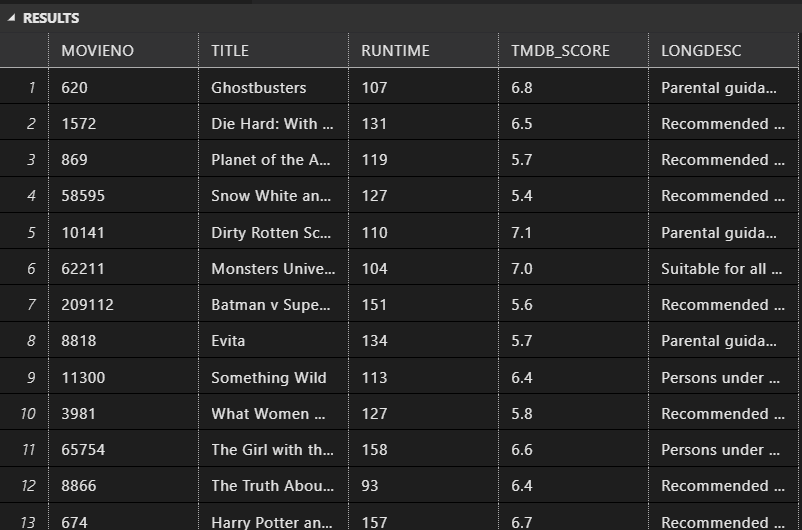 RESULTS
MOVIENO TITLE RUNTIME TMDB_SCORE LONGDESC
1 620 Ghostbusters 107 6.8 Parental guida...
2 1572 Die Hard: With ... 131 6.5 Recommended ...
3 869 Planet of the A... 119 5.7 Recommended ...
4 58595 Snow White an... 127 5.4 Recommended ...
5 10141 Dirty Rotten Sc... 110 7.1 Parental guida...
6 62211 Monsters Unive... 104 7.0 Suitable for all ...
7 209112 Batman v Supe... 151 5.6 Recommended ...
8 8818 Evita 134 5.7 Parental guida...
9 11300 Something Wild 113 6.4 Persons under ...
10 3981 What Women ... 127 5.8 Recommended ...
11 65754 The Girl with th... 158 6.6 Persons under ...
12 8866 The Truth Abou... 93 6.4 Recommended ...
13 674 Harry Potter an... 157 6.7 Recommended ...